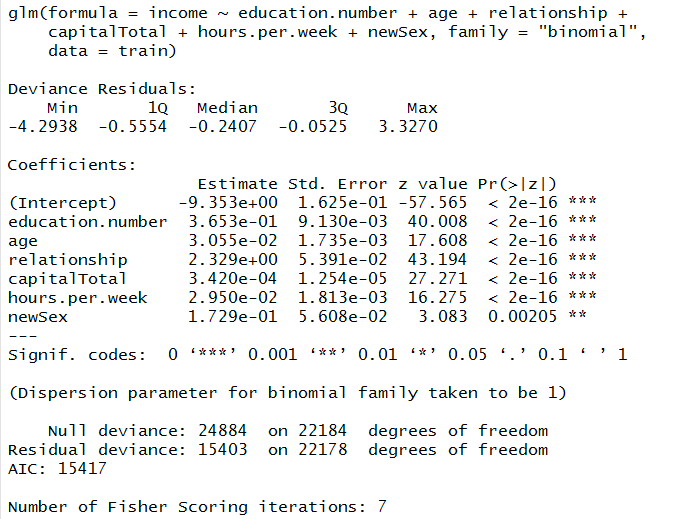 glm(formula = income ~ education.number + age + relationship +
    capitalTotal + hours.per.week + newSex, family = "binomial",
    data = train)

Deviance Residuals:
    Min       1Q   Median       3Q      Max
-4.2938  -0.5554  -0.2407  -0.0525   3.3270

Coefficients:
                   Estimate Std. Error z value Pr(>|z|)
(Intercept)      -9.353e+00  1.625e-01 -57.565  < 2e-16 ***
education.number  3.653e-01  9.130e-03  40.008  < 2e-16 ***
age               3.055e-02  1.735e-03  17.608  < 2e-16 ***
relationship      2.329e+00  5.391e-02  43.194  < 2e-16 ***
capitalTotal      3.420e-04  1.254e-05  27.271  < 2e-16 ***
hours.per.week    2.950e-02  1.813e-03  16.275  < 2e-16 ***
newSex            1.729e-01  5.608e-02   3.083  0.00205 **
---
Signif. codes:  0 ‘***’ 0.001 ‘**’ 0.01 ‘*’ 0.05 ‘.’ 0.1 ‘ ’ 1

(Dispersion parameter for binomial family taken to be 1)

    Null deviance: 24884  on 22184  degrees of freedom
Residual deviance: 15403  on 22178  degrees of freedom
AIC: 15417

Number of Fisher Scoring iterations: 7